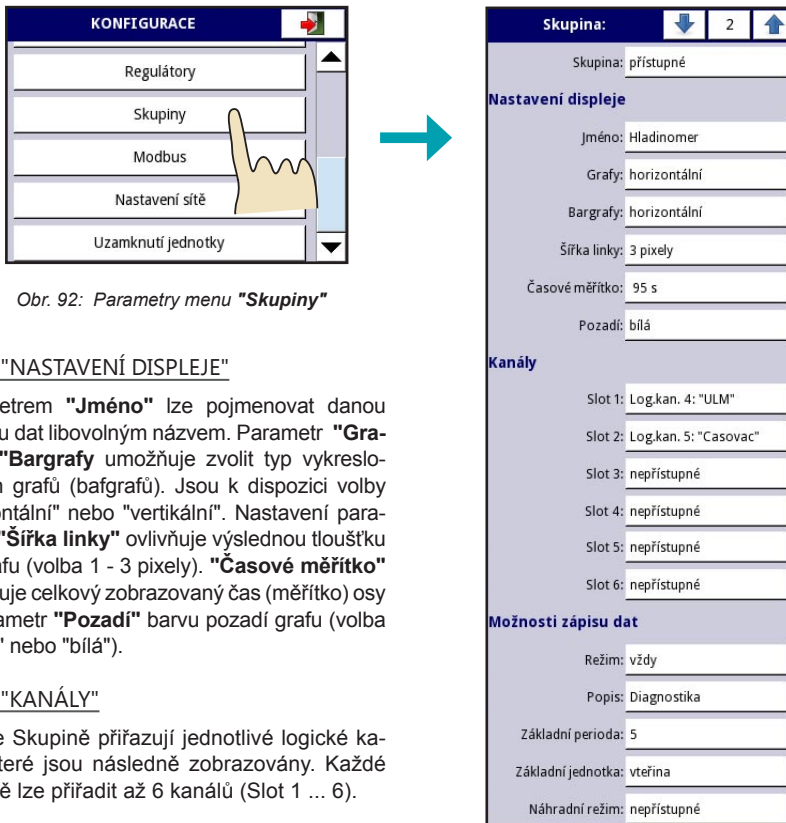 KONFIGURACE
Regulátory
Skupiny
Modbus
Nastavení sítě
Uzamknutí jednotky
Obr. 92: Parametry menu "Skupiny"
"NASTAVENÍ DISPLEJE"
etrem "Jméno" lze pojmenovat danou
u dat libovolným názvem. Parametr "Gra-
"Bargrafy umožňuje zvolit typ vykreslo-
n grafů (bafgrafů). Jsou k dispozici volby
ontální" nebo "vertikální". Nastavení para-
"Šířka linky" ovlivňuje výslednou tloušťku
afu (volba 1 - 3 pixely). "Časové měřítko"
uje celkový zobrazovaný čas (měřítko) osy
ametr "Pozadí" barvu pozadí grafu (volba
" nebo "bílá").
"KANÁLY"
e Skupině přiřazují jednotlivé logické ka-
teré jsou následně zobrazovány. Každé
ě lze přiřadit až 6 kanálů (Slot 1 ... 6).
Skupina: 2
Skupina: přístupné
Nastavení displeje
Jméno: Hladinomer
Grafy: horizontální
Bargrafy: horizontální
Šířka linky: 3 pixely
Časové měřítko: 95 s
Pozadí: bílá
Kanály
Slot 1: Log.kan. 4: "ULM"
Slot 2: Log.kan. 5: "Casovac"
Slot 3: nepřístupné
Slot 4: nepřístupné
Slot 5: nepřístupné
Slot 6: nepřístupné
Možnosti zápisu dat
Režim: vždy
Popis: Diagnostika
Základní perioda: 5
Základní jednotka: vteřina
Náhradní režim: nepřístupné